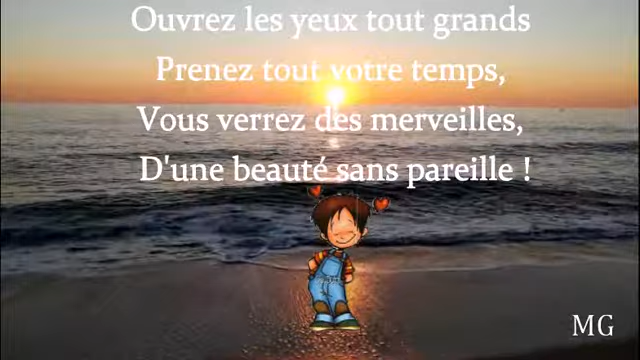 Ouvrez les yeux tout grands
Prenez tout votre temps,
Vous verrez des merveilles,
D'une beauté sans pareille !
MG